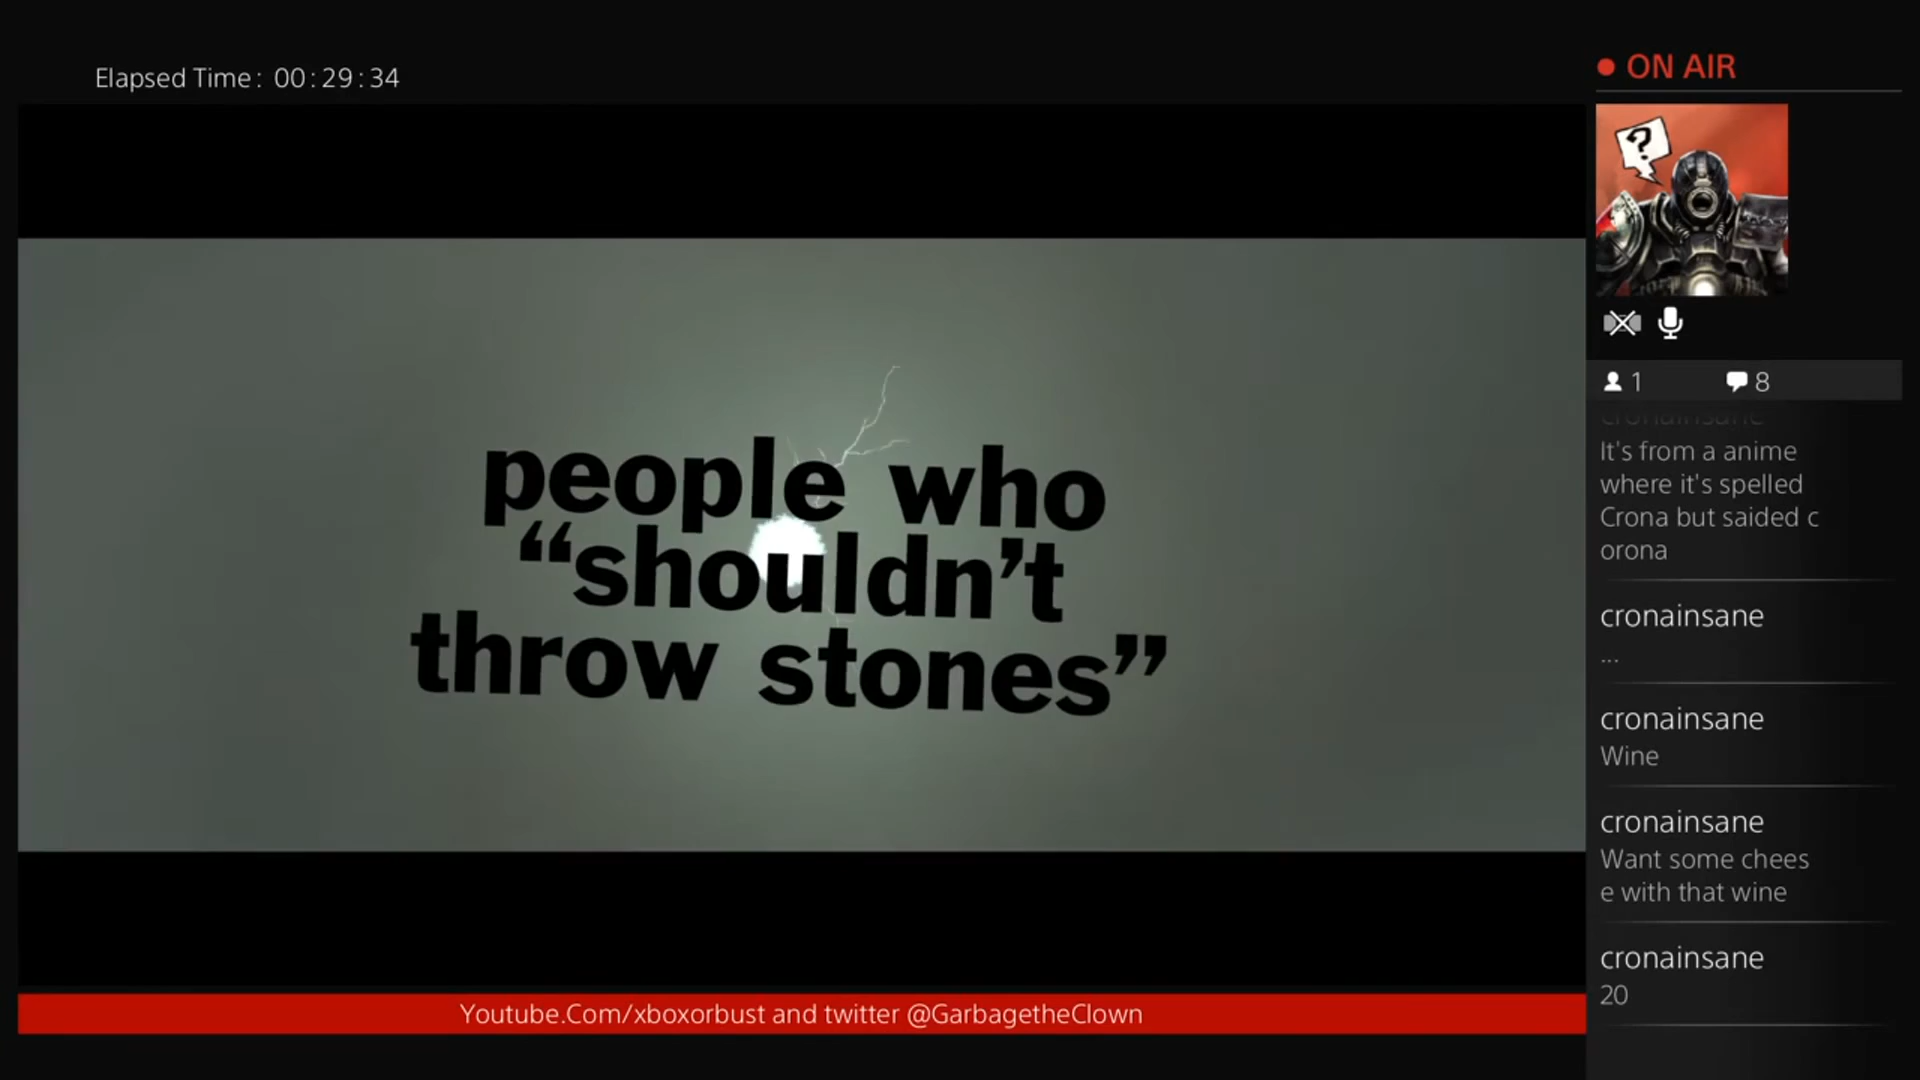 Elapsed Time: 00:29:34
ON AIR
?
1
8
cronainsane
It's from a anime
where it's spelled
Crona but saided c
orona
cronainsane
...
cronainsane
Wine
cronainsane
Want some chees
e with that wine
cronainsane
20
people who
“shouldn’t
throw stones”
Youtube.Com/xboxorbust and twitter @GarbagetheClown